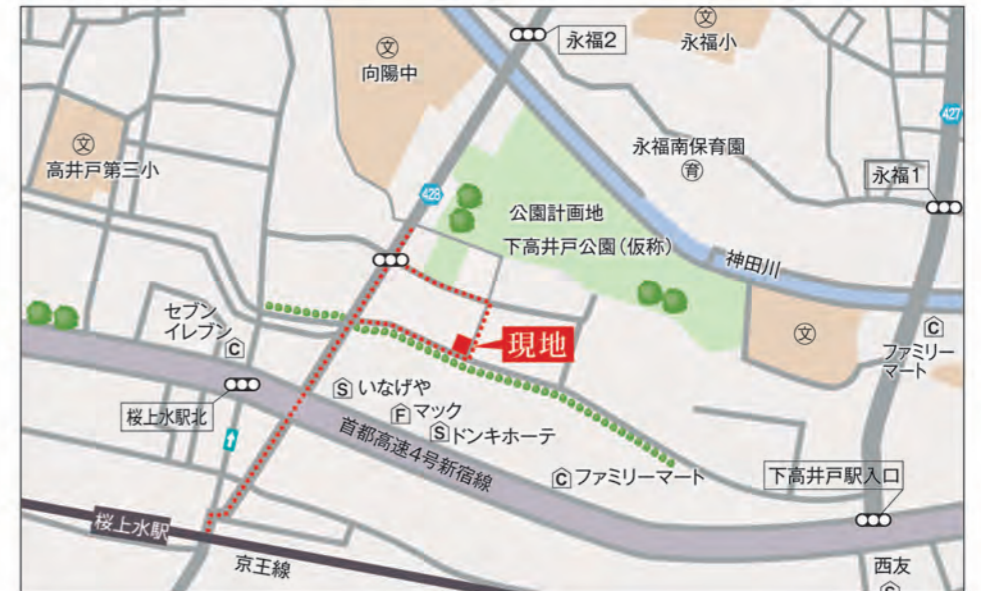 文
永福小
永福2
文
向陽中
427
文
高井戸第三小
永福南保育園
育
永福1
428
公園計画地
下高井戸公園(仮称)
神田川
セブン
イレブン
C
現地
文
C
ファミリー
マート
S いなげや
F マック
S ドンキホーテ
桜上水駅北
首都高速4号新宿線
C ファミリーマート
下高井戸駅入口
桜上水駅
京王線
西友